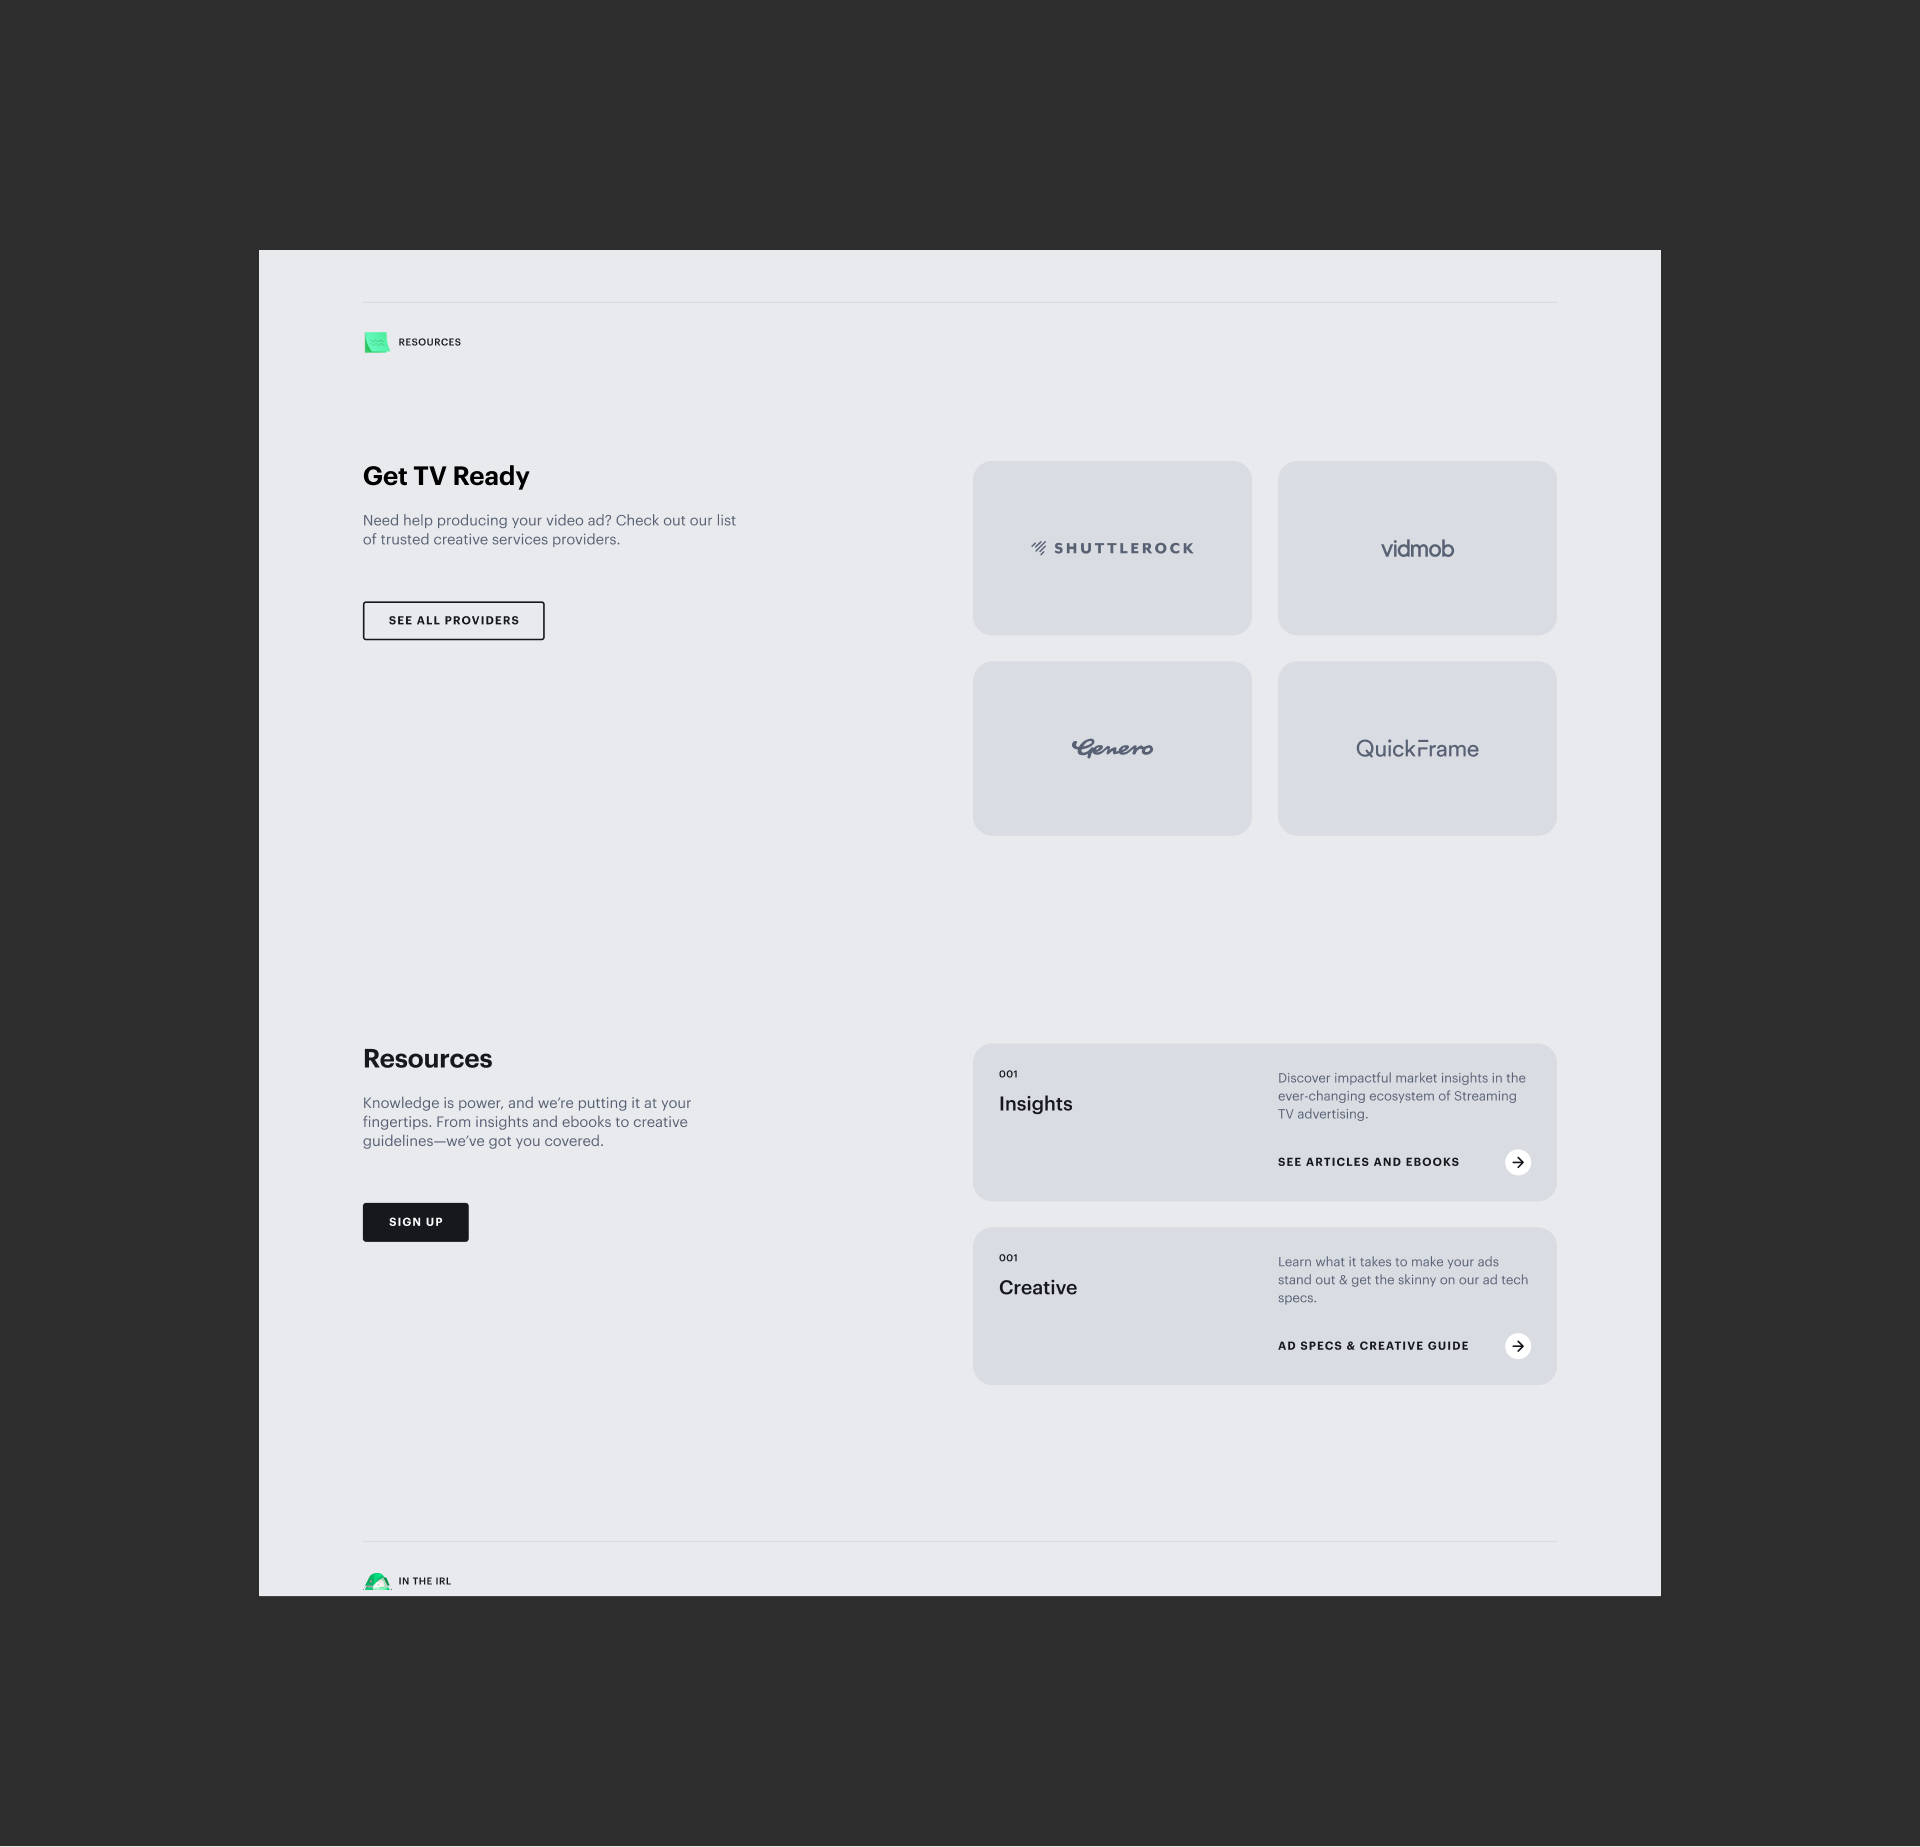 RESOURCES
Get TV Ready
Need help producing your video ad? Check out our list
of trusted creative services providers.
SEE ALL PROVIDERS
SHUTTLEROCK
vidmob
Genero
QuickFrame
Resources
Knowledge is power, and we’re putting it at your
fingertips. From insights and ebooks to creative
guidelines—we’ve got you covered.
SIGN UP
001
Insights
Discover impactful market insights in the
ever-changing ecosystem of Streaming
TV advertising.
SEE ARTICLES AND EBOOKS
001
Creative
Learn what it takes to make your ads
stand out & get the skinny on our ad tech
specs.
AD SPECS & CREATIVE GUIDE
IN THE IRL